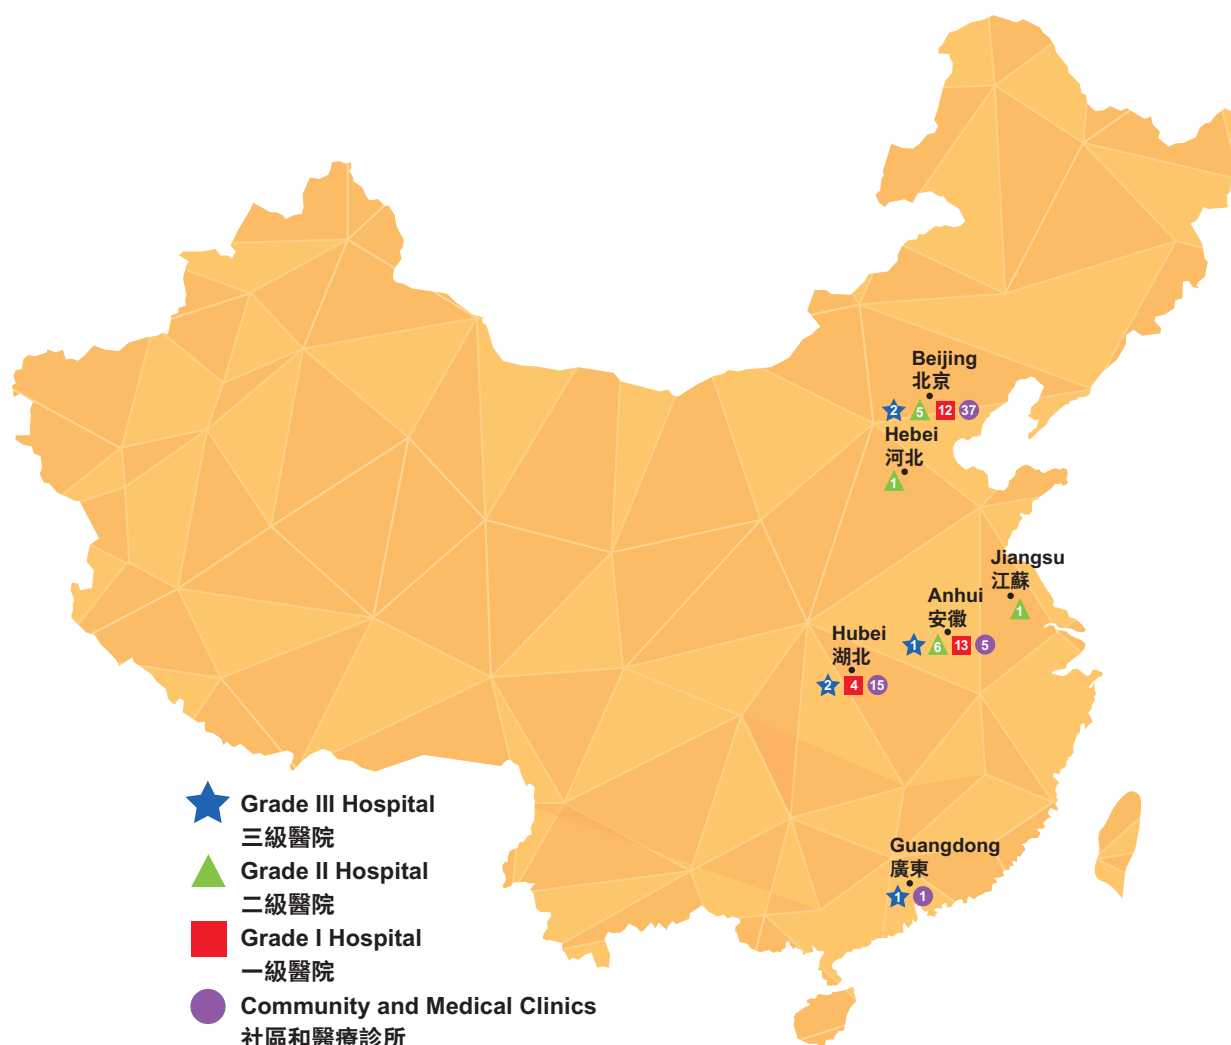 Beijing
北京
2 5 12 37
Hebei
河北
1
Jiangsu
江蘇
1
Anhui
安徽
1 6 13 5
Hubei
湖北
2 4 15
Guangdong
廣東
1 1
Grade III Hospital
三級醫院
Grade II Hospital
二級醫院
Grade I Hospital
一級醫院
Community and Medical Clinics
社區和醫療診所